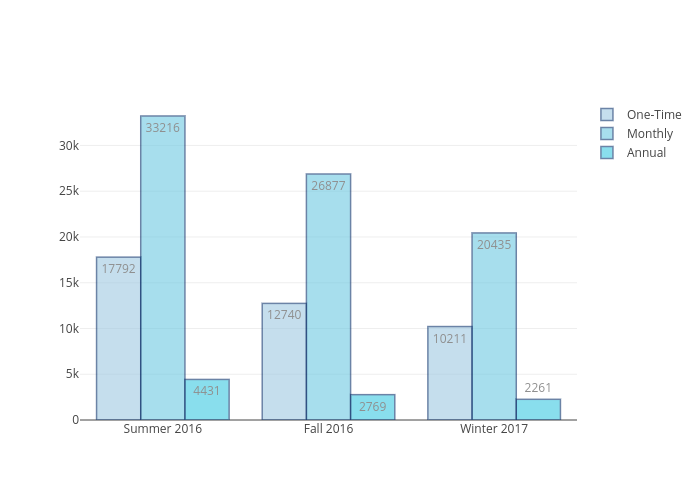 One-Time
Monthly
Annual
30k
25k
20k
15k
10k
5k
0
33216
17792
4431
26877
12740
2769
20435
10211
2261
Summer 2016
Fall 2016
Winter 2017